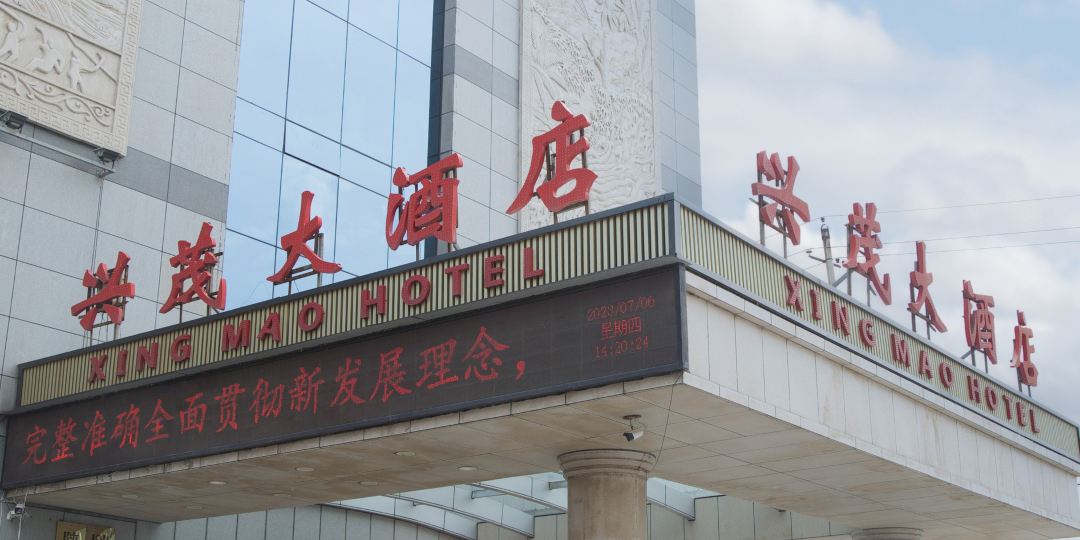 兴茂大酒店
XING MAO HOTEL
完整准确全面贯彻新发展理念，
2023/07/06
星期四
14:20:24
兴茂大酒店
XING MAO HOTEL